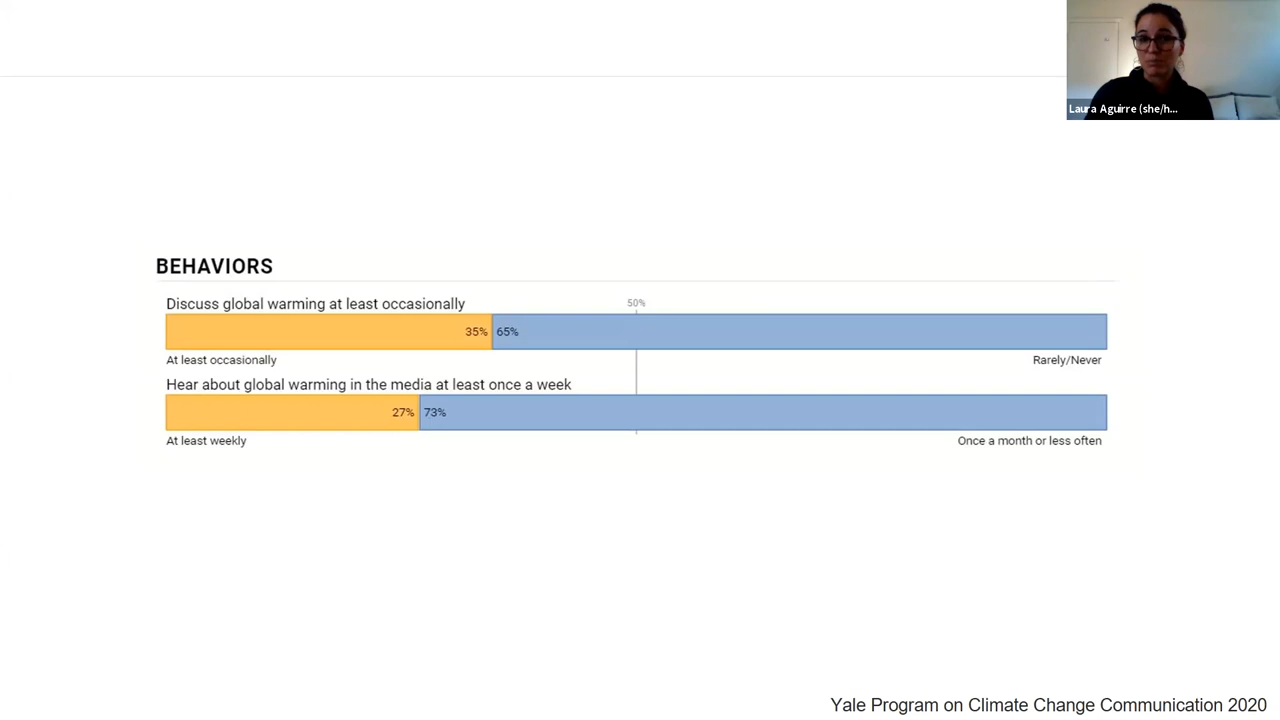 Laura Aguirre (she/h...
BEHAVIORS
Discuss global warming at least occasionally
50%
35% 65%
At least occasionally Rarely/Never
Hear about global warming in the media at least once a week
27% 73%
At least weekly Once a month or less often
Yale Program on Climate Change Communication 2020